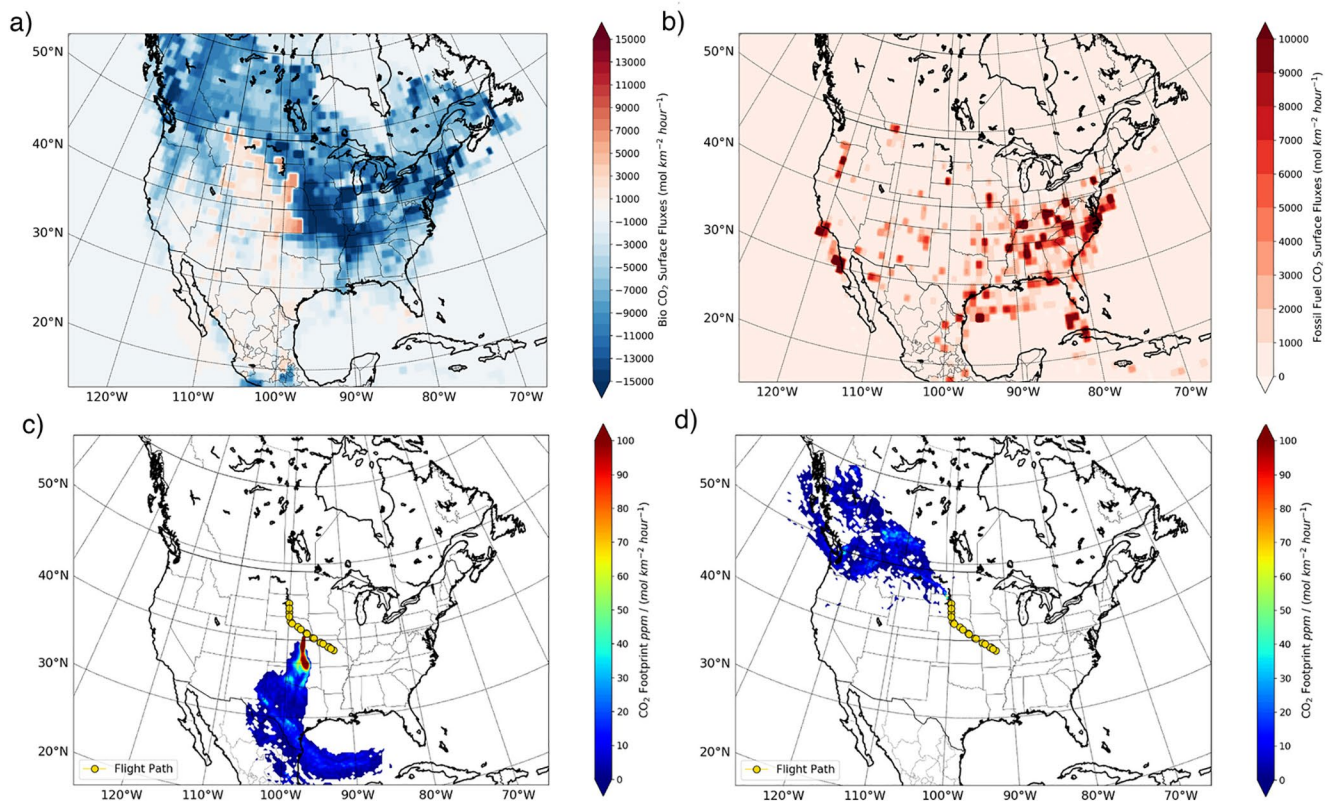 a)
50°N
40°N
30°N
20°N
120°W 110°W 100°W 90°W 80°W 70°W
15000
13000
11000
9000
7000
5000
3000
1000
−1000
−3000
−5000
−7000
−9000
−11000
−13000
−15000
Bio CO₂ Surface Fluxes (mol km⁻² hour⁻¹)
b)
50°N
40°N
30°N
20°N
120°W 110°W 100°W 90°W 80°W 70°W
10000
9000
8000
7000
6000
5000
4000
3000
2000
1000
0
Fossil Fuel CO₂ Surface Fluxes (mol km⁻² hour⁻¹)
c)
50°N
40°N
30°N
20°N
Flight Path
120°W 110°W 100°W 90°W 80°W 70°W
100
90
80
70
60
50
40
30
20
10
0
CO₂ Footprint ppm / (mol km⁻² hour⁻¹)
d)
50°N
40°N
30°N
20°N
Flight Path
120°W 110°W 100°W 90°W 80°W 70°W
100
90
80
70
60
50
40
30
20
10
0
CO₂ Footprint ppm / (mol km⁻² hour⁻¹)